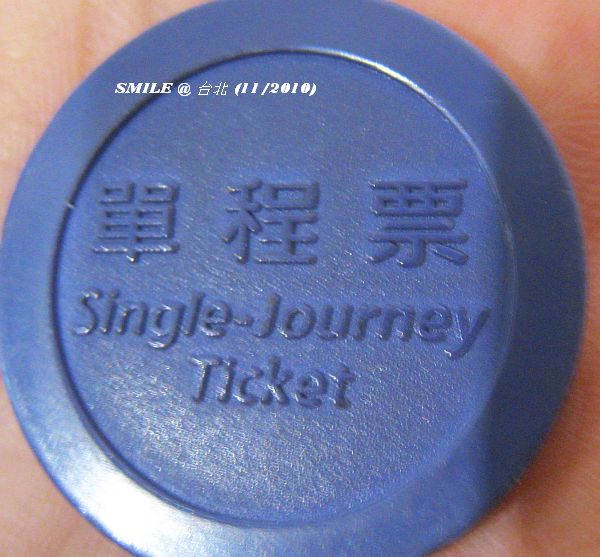 SMILE @ 台北 (11/2010)
單程票
Single-Journey
Ticket